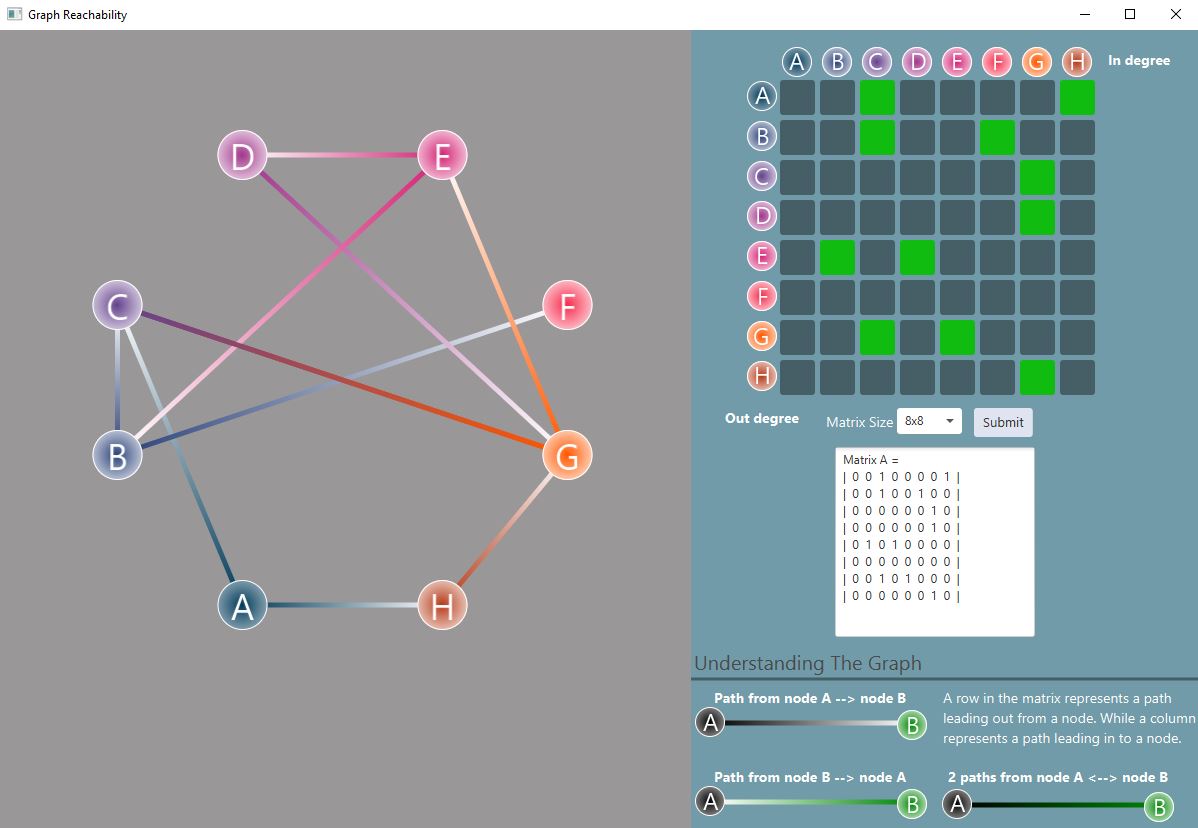 Graph Reachability
A B C D E F G H In degree
A
B
C
D
E
F
G
H
D E
C F
B G
A H
Out degree Matrix Size 8x8 Submit
Matrix A =
| 0 0 1 0 0 0 0 1 |
| 0 0 1 0 0 1 0 0 |
| 0 0 0 0 0 0 1 0 |
| 0 0 0 0 0 0 1 0 |
| 0 1 0 1 0 0 0 0 |
| 0 0 0 0 0 0 0 0 |
| 0 0 1 0 1 0 0 0 |
| 0 0 0 0 0 0 1 0 |
Understanding The Graph
Path from node A --> node B
A B
A row in the matrix represents a path
leading out from a node. While a column
represents a path leading in to a node.
Path from node B --> node A
A B
2 paths from node A <--> node B
A B